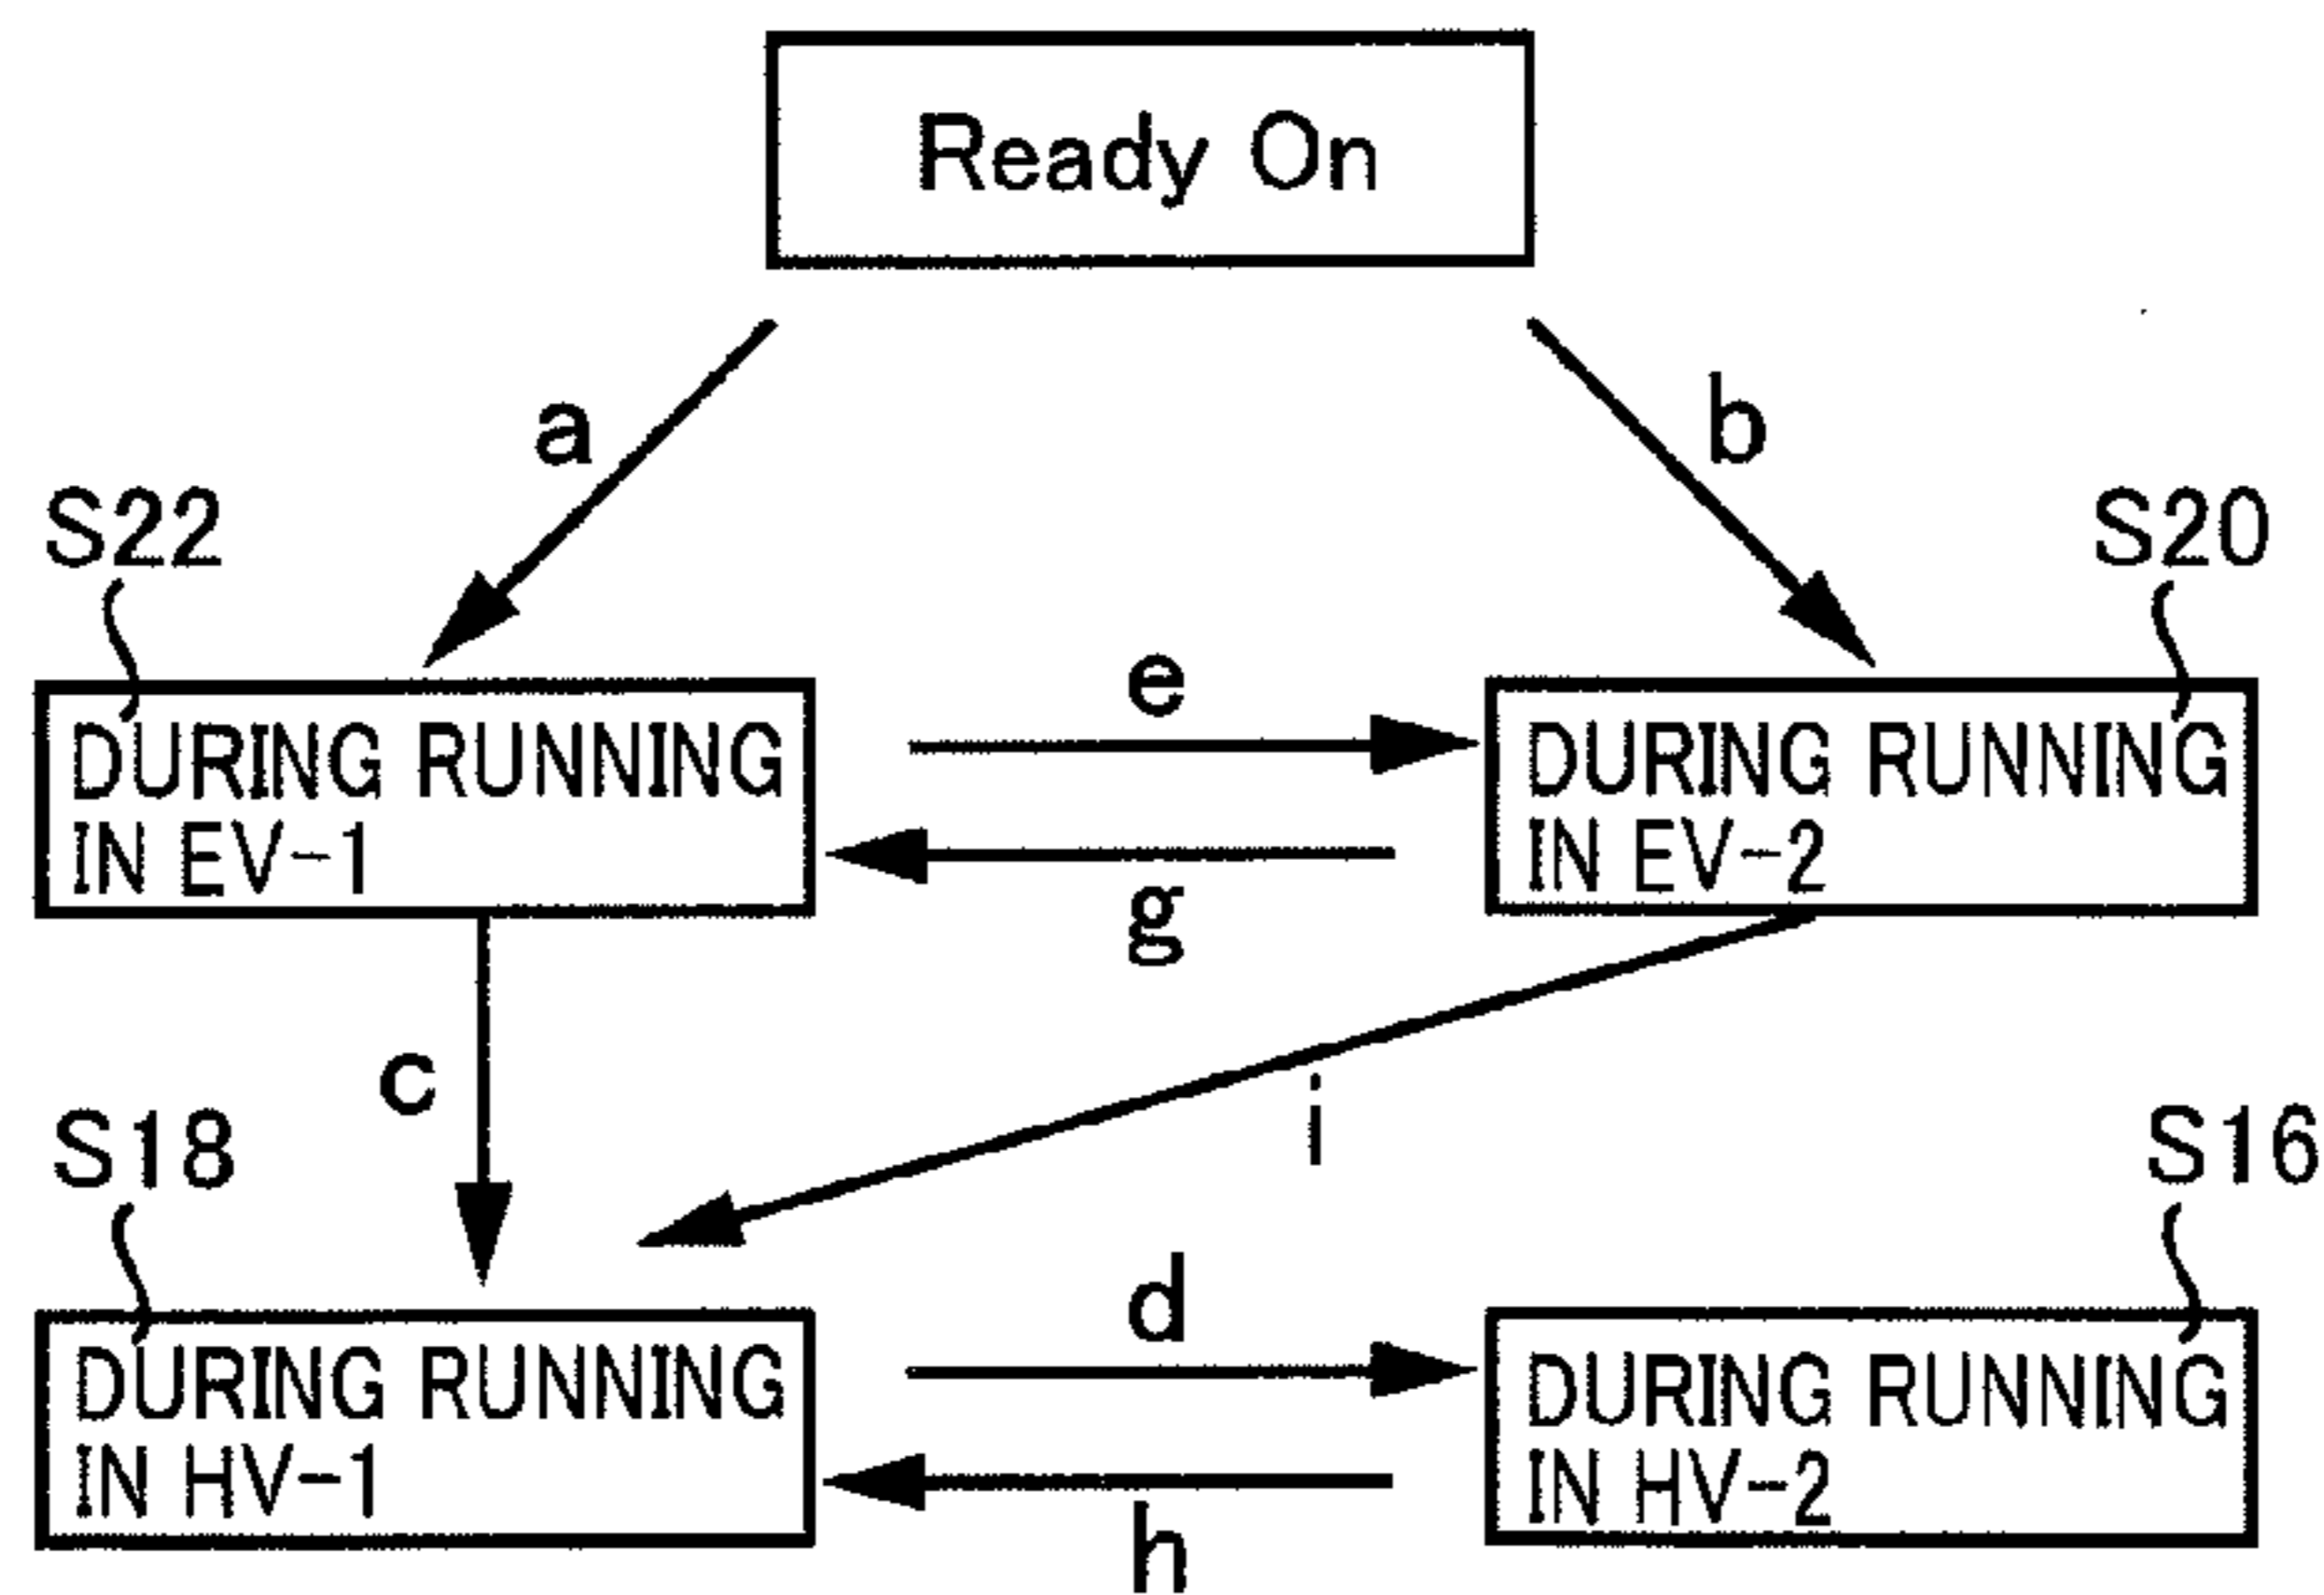 Ready On
a
b
S22
S20
DURING RUNNING
IN EV-1
e
g
DURING RUNNING
IN EV-2
c
i
S18
S16
DURING RUNNING
IN HV-1
d
h
DURING RUNNING
IN HV-2